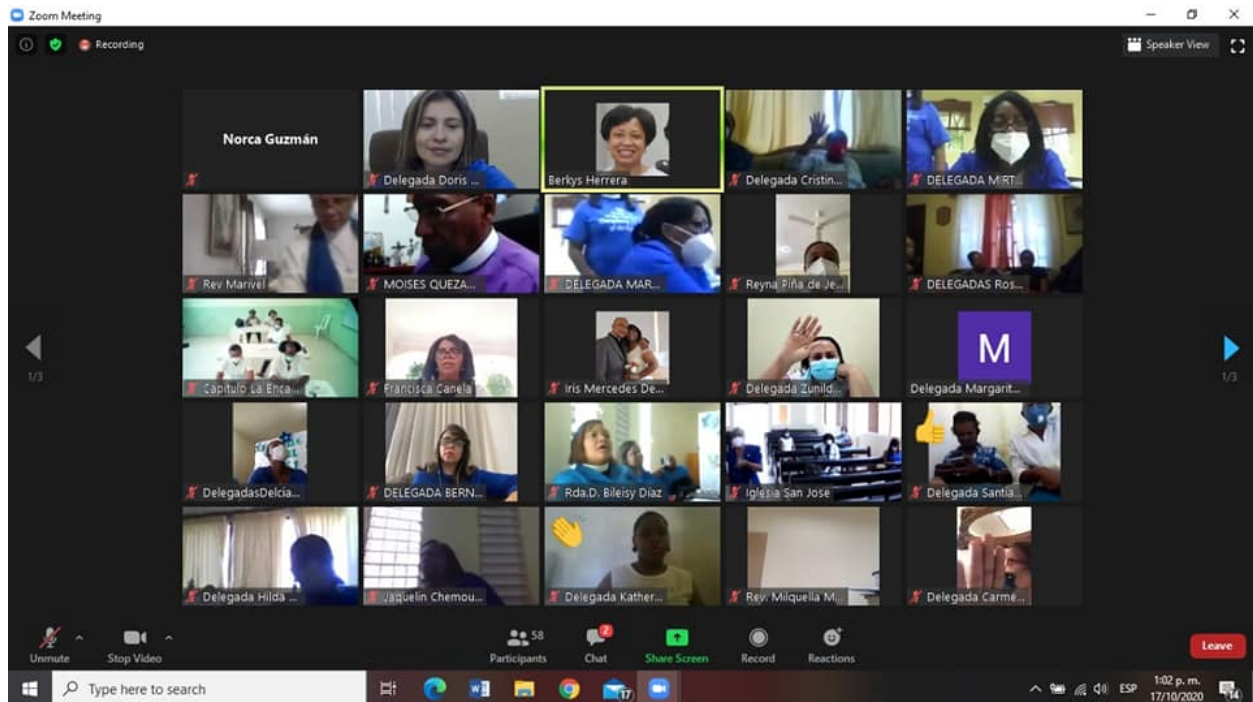 Zoom Meeting
Recording
Speaker View
Norca Guzmán
Delegada Doris ...
Berkys Herrera
Delegada Cristin...
DELEGADA MIRT...
Rev Marivel
MOISES QUEZA...
DELEGADA MAR...
Reyna Piña de Je...
DELEGADAS Ros...
Capitulo La Enca...
Francisca Canela
Iris Mercedes De...
Delegada Zunild...
M
Delegada Margarit...
DelegadasDelcia...
DELEGADA BERN...
Rda.D. Bileisy Díaz
Iglesia San Jose
Delegada Santia...
Delegada Hilda ...
Jaquelin Chemou...
Delegada Kather...
Rev. Milquella M...
Delegada Carme...
1/3
1/3
Unmute
Stop Video
58
Participants
2
Chat
Share Screen
Record
Reactions
Leave
Type here to search
17
ESP
1:02 p. m.
17/10/2020
14